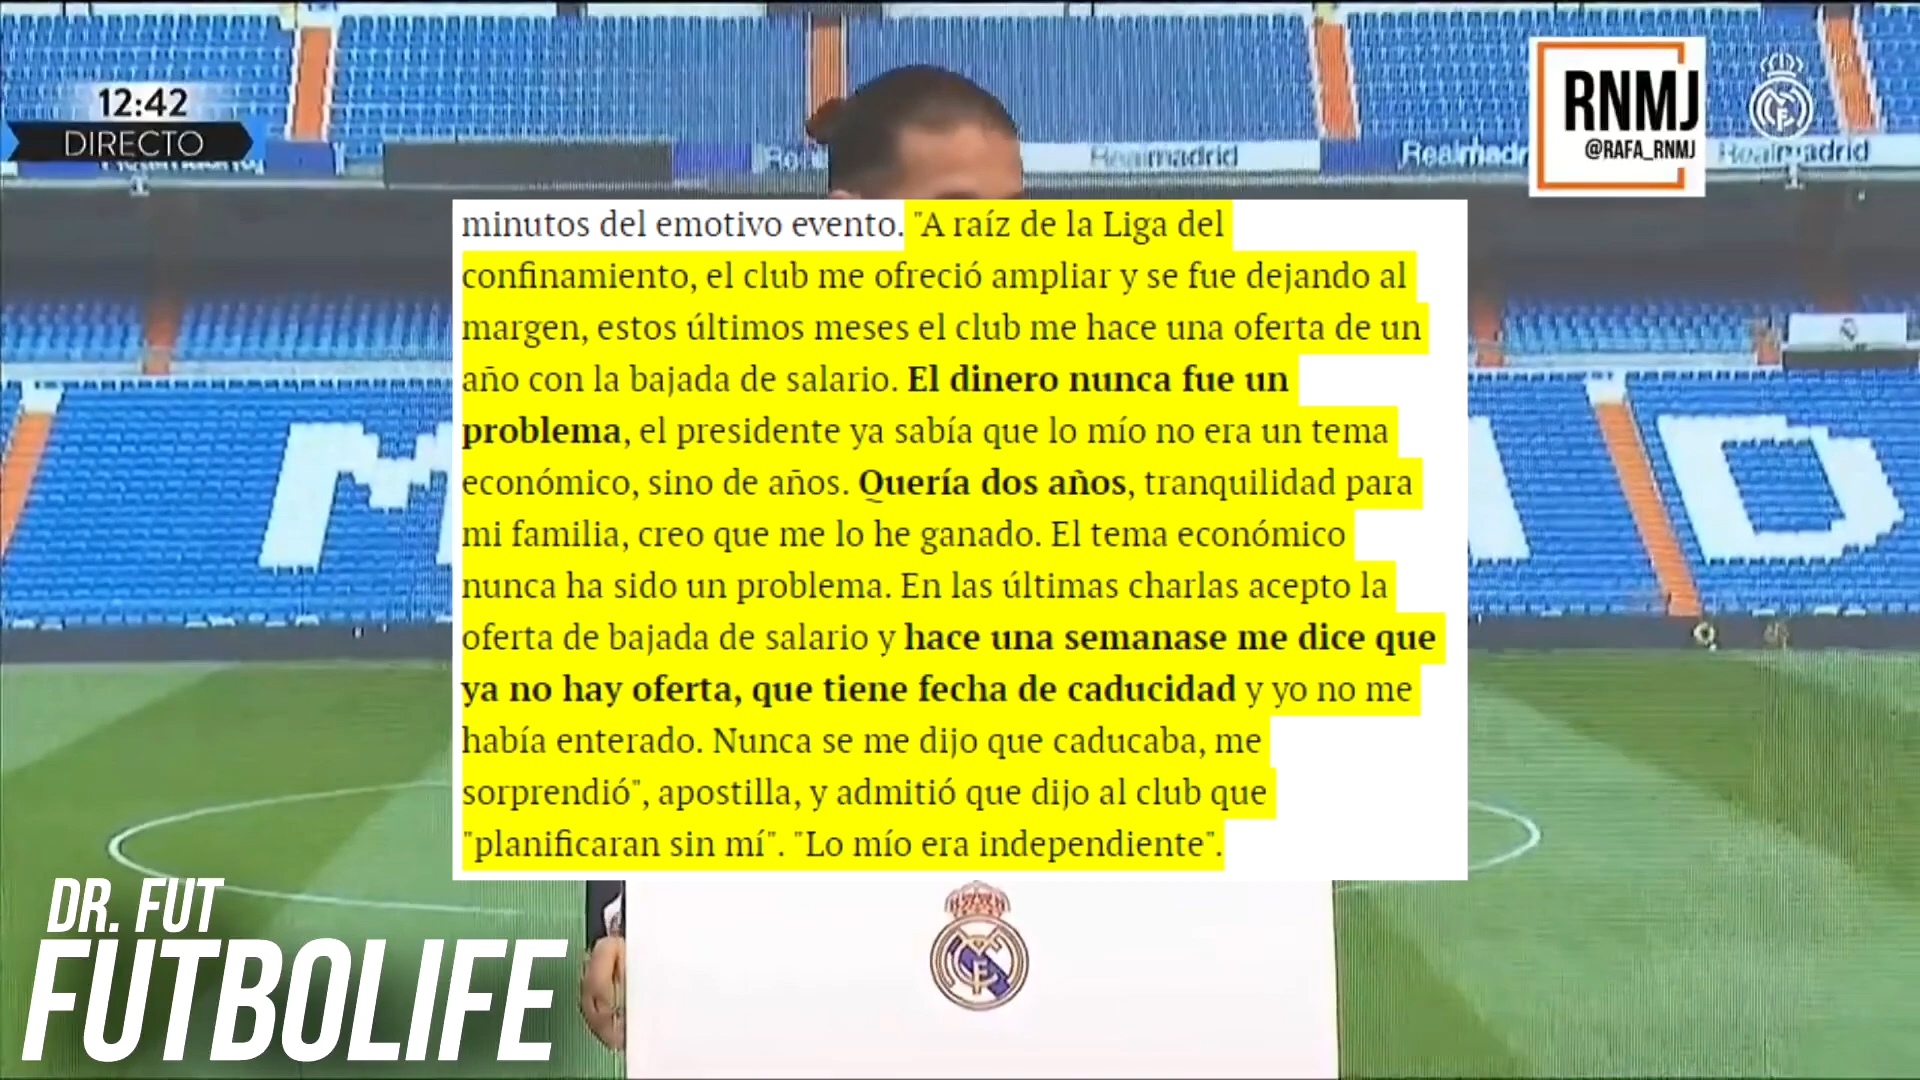 12:42
DIRECTO
RNMJ
@RAFA_RNMJ
Realmadrid
Realmadr
Realmadrid
M
D
minutos del emotivo evento. "A raíz de la Liga del
confinamiento, el club me ofreció ampliar y se fue dejando al
margen, estos últimos meses el club me hace una oferta de un
año con la bajada de salario. El dinero nunca fue un
problema, el presidente ya sabía que lo mío no era un tema
económico, sino de años. Quería dos años, tranquilidad para
mi familia, creo que me lo he ganado. El tema económico
nunca ha sido un problema. En las últimas charlas acepto la
oferta de bajada de salario y hace una semanase me dice que
ya no hay oferta, que tiene fecha de caducidad y yo no me
había enterado. Nunca se me dijo que caducaba, me
sorprendió", apostilla, y admitió que dijo al club que
"planificaran sin mí". "Lo mío era independiente".
DR. FUT
FUTBOLIFE